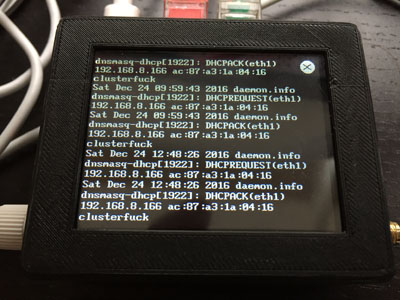 dnsmasq-dhcp[1922]: DHCPACK(eth1)
192.168.8.166 ac:87:a3:1a:04:16
clusterfuck
Sat Dec 24 09:59:43 2016 daemon.info
dnsmasq-dhcp[1922]: DHCPREQUEST(eth1)
192.168.8.166 ac:87:a3:1a:04:16
Sat Dec 24 09:59:43 2016 daemon.info
dnsmasq-dhcp[1922]: DHCPACK(eth1)
192.168.8.166 ac:87:a3:1a:04:16
clusterfuck
Sat Dec 24 12:48:26 2016 daemon.info
dnsmasq-dhcp[1922]: DHCPREQUEST(eth1)
192.168.8.166 ac:87:a3:1a:04:16
Sat Dec 24 12:48:26 2016 daemon.info
dnsmasq-dhcp[1922]: DHCPACK(eth1)
192.168.8.166 ac:87:a3:1a:04:16
clusterfuck